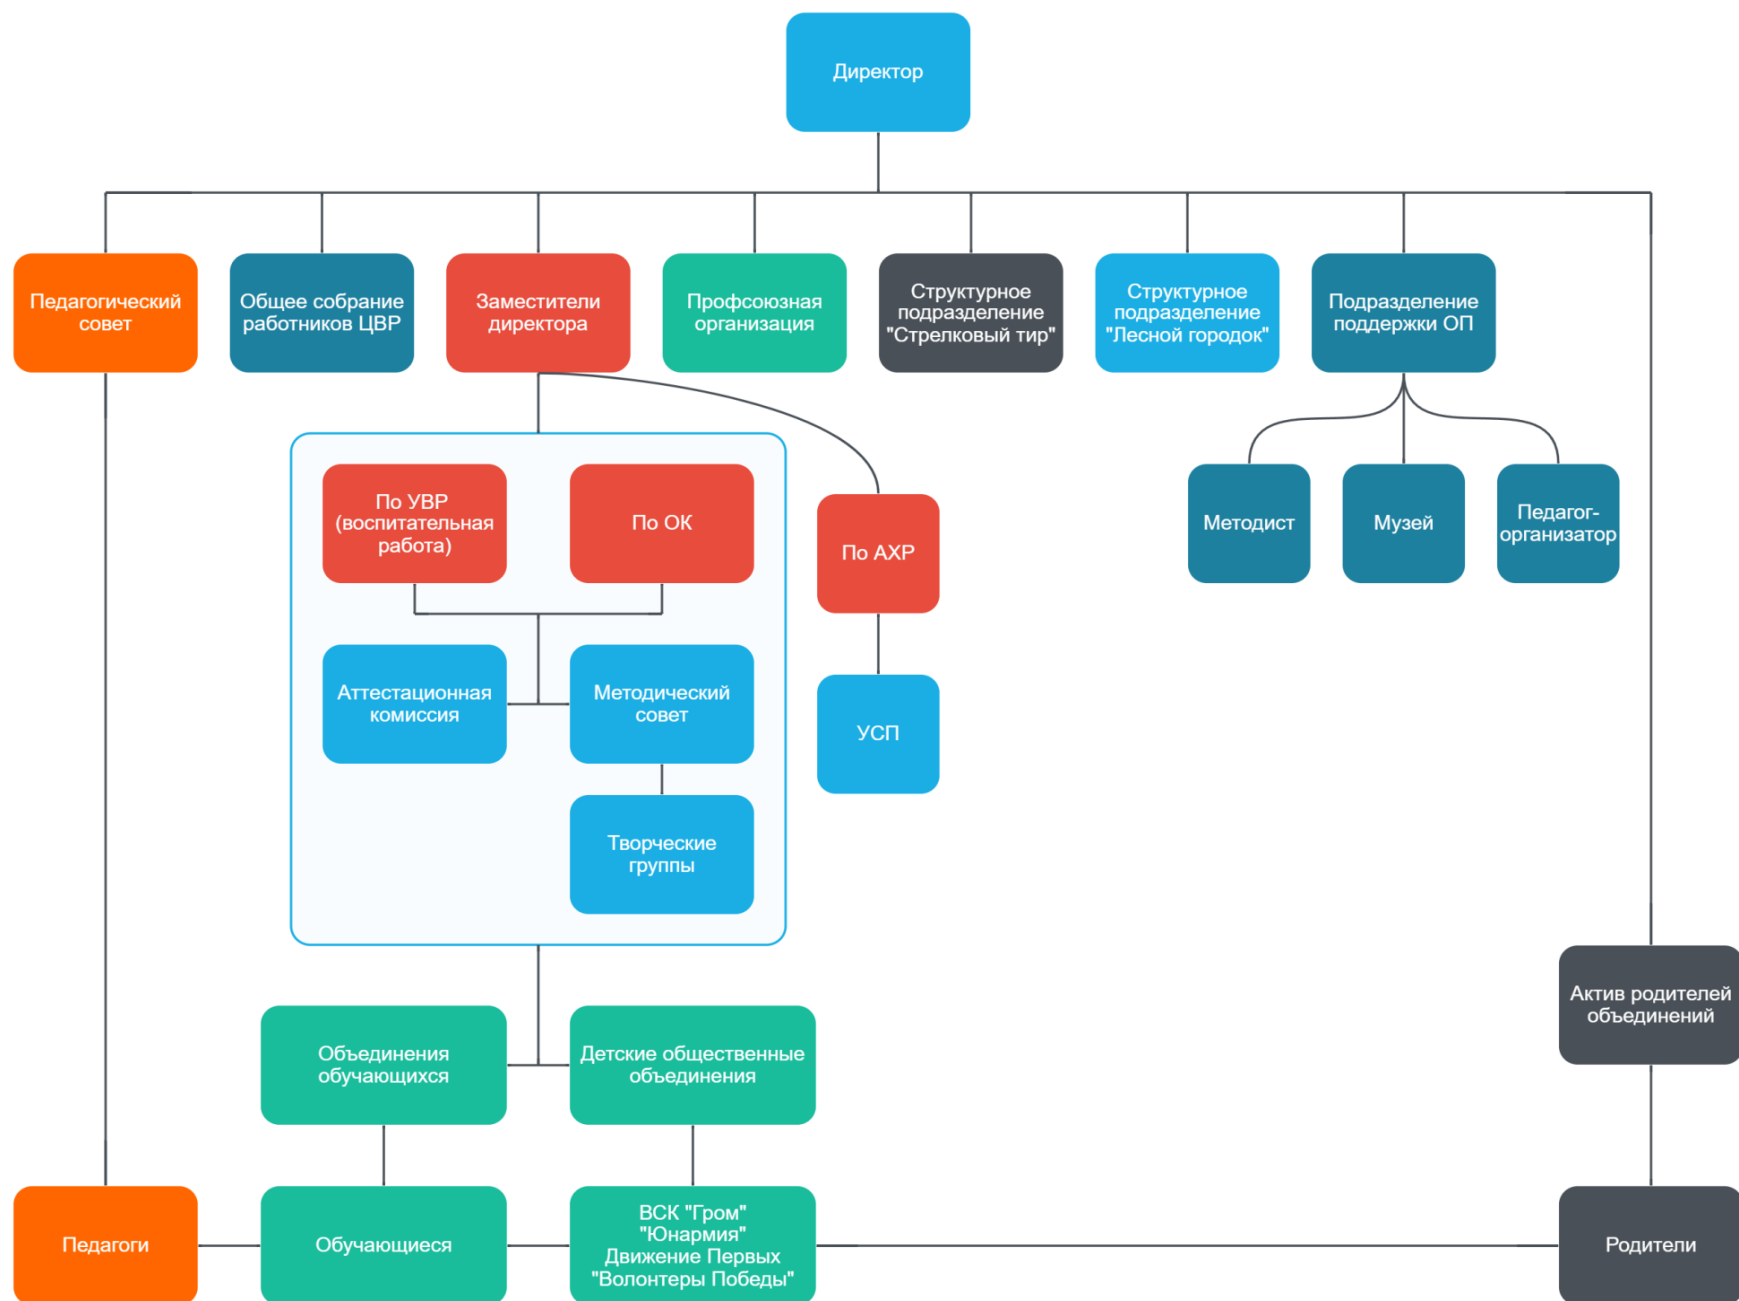 Директор
Педагогический
совет
Общее собрание
работников ЦВР
Заместители
директора
Профсоюзная
организация
Структурное
подразделение
"Стрелковый тир"
Структурное
подразделение
"Лесной городок"
Подразделение
поддержки ОП
По УВР
(воспитательная
работа)
По ОК
По АХР
Методист
Музей
Педагог-
организатор
Аттестационная
комиссия
Методический
совет
УСП
Творческие
группы
Актив родителей
объединений
Объединения
обучающихся
Детские общественные
объединения
Педагоги
Обучающиеся
ВСК "Гром"
"Юнармия"
Движение Первых
"Волонтеры Победы"
Родители